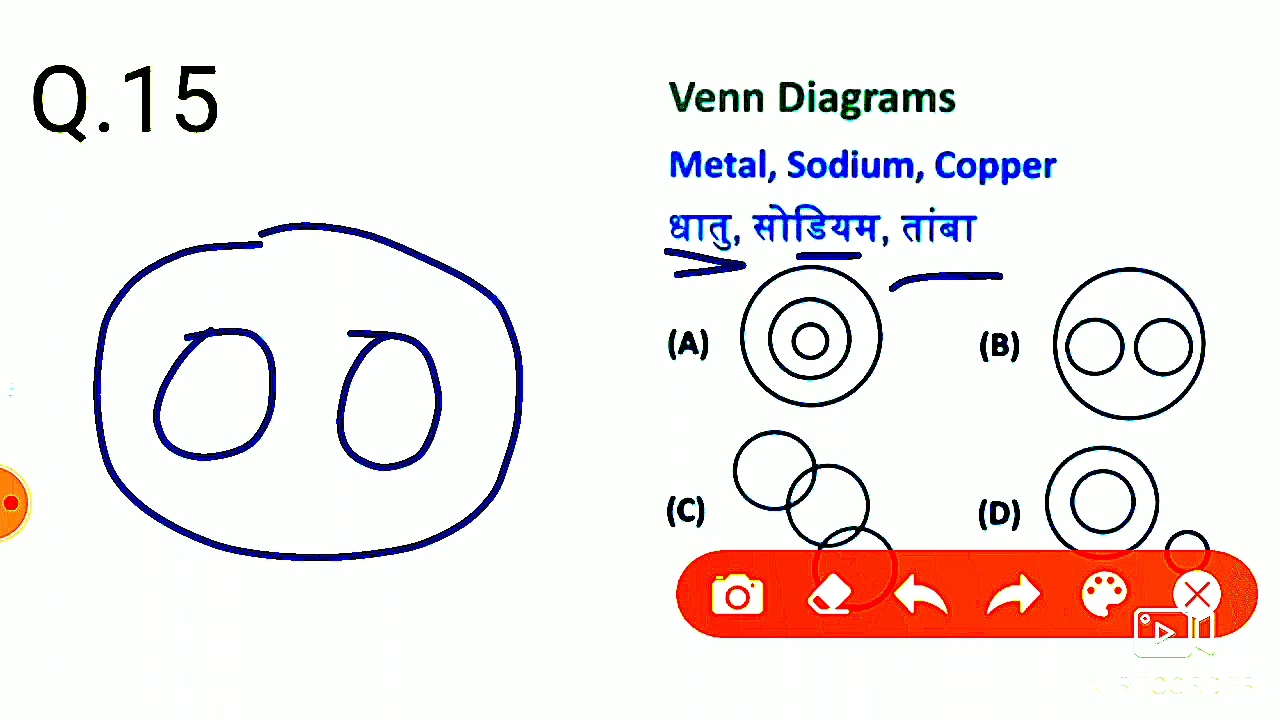 Q.15
Venn Diagrams
Metal, Sodium, Copper
धातु, सोडियम, तांबा
(A)
(B)
(C)
(D)